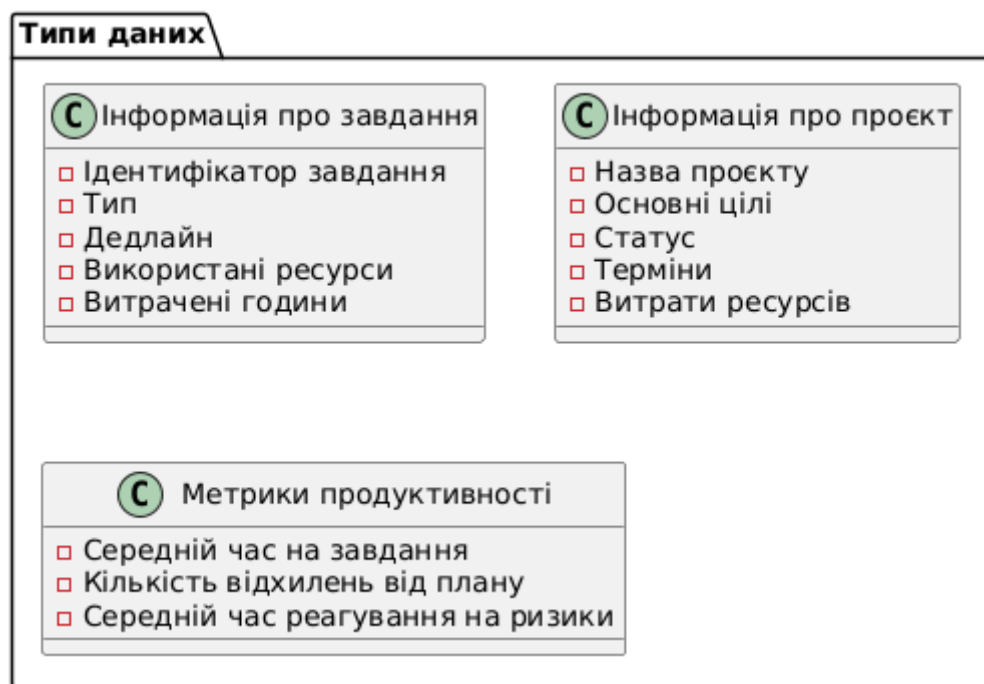 Типи даних
C Інформація про завдання
Ідентифікатор завдання
Тип
Дедлайн
Використані ресурси
Витрачені години
C Інформація про проєкт
Назва проєкту
Основні цілі
Статус
Терміни
Витрати ресурсів
C Метрики продуктивності
Середній час на завдання
Кількість відхилень від плану
Середній час реагування на ризики